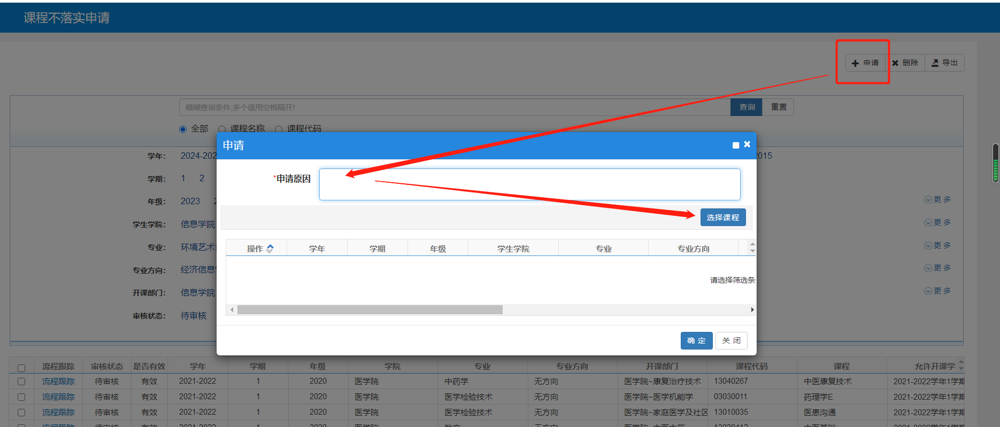 课程不落实申请
申请 删除 导出
模糊查询条件,多个值用空格隔开! 查询 重置
全部 课程名称 课程代码
申请
学年: 2024-202 2015
*申请原因
学期: 1 2
年级: 2023 更多
选择课程
学生学院: 信息学院 更多
操作 学年 学期 年级 学生学院 专业 专业方向
专业: 环境艺术 更多
专业方向: 经济信息 更多
请选择筛选条
开课部门: 信息学院 更多
审核状态: 待审核
确定 关闭
流程跟踪 审核状态 是否有效 学年 学期 年级 学院 专业 专业方向 开课部门 课程代码 课程 允许开课学
流程跟踪 待审核 有效 2021-2022 1 2020 医学院 中药学 无方向 医学院~康复治疗技术 13040267 中医康复技术 2021-2022学年1学期
流程跟踪 待审核 有效 2021-2022 1 2020 医学院 医学检验技术 无方向 医学院~医学机能学 03030011 药理学E 2021-2022学年1学期
流程跟踪 待审核 有效 2021-2022 1 2020 医学院 医学检验技术 无方向 医学院~家庭医学及社区 13010035 医患沟通 2021-2022学年1学期